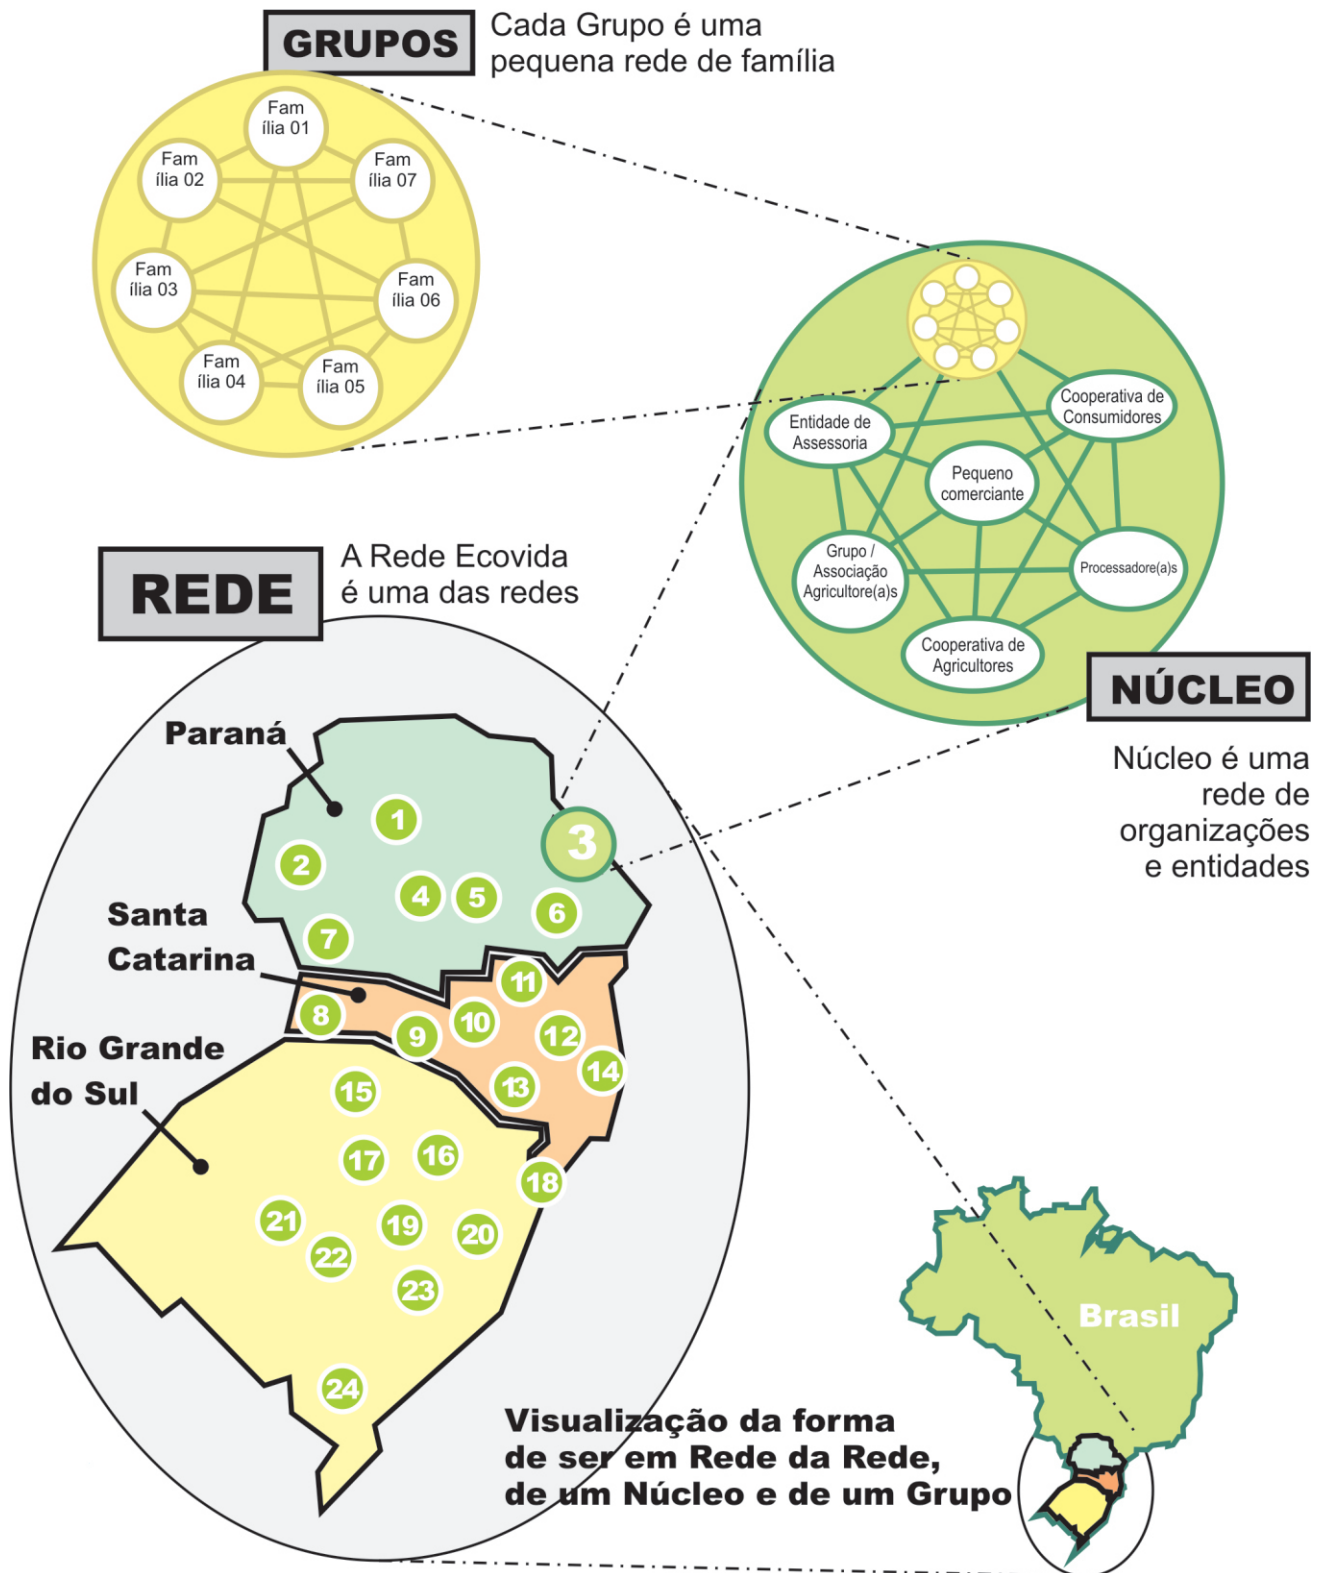 GRUPOS
Cada Grupo é uma
pequena rede de família
Fam
ília 01
Fam
ília 02
Fam
ília 07
Fam
ília 03
Fam
ília 06
Fam
ília 04
Fam
ília 05
Entidade de
Assessoria
Cooperativa de
Consumidores
Pequeno
comerciante
Grupo /
Associação
Agricultore(a)s
Processadore(a)s
Cooperativa de
Agricultores
NÚCLEO
Núcleo é uma
rede de
organizações
e entidades
REDE
A Rede Ecovida
é uma das redes
Paraná
1
2
3
4
5
6
7
Santa
Catarina
8
9
10
11
12
13
14
Rio Grande
do Sul
15
16
17
18
19
20
21
22
23
24
Brasil
Visualização da forma
de ser em Rede da Rede,
de um Núcleo e de um Grupo